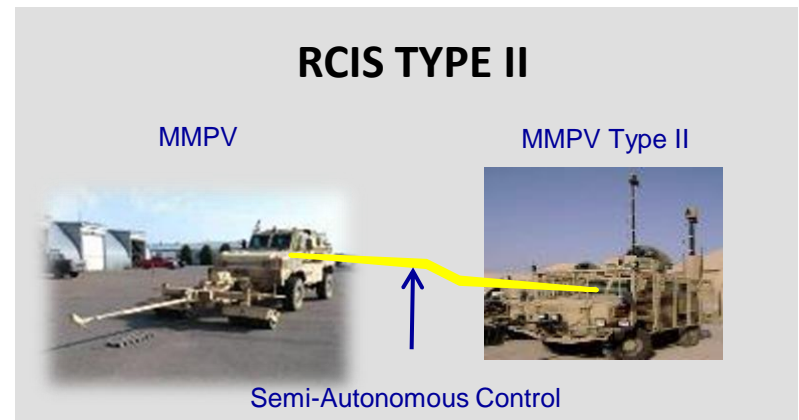 RCIS TYPE II
MMPV
MMPV Type II
Semi-Autonomous Control